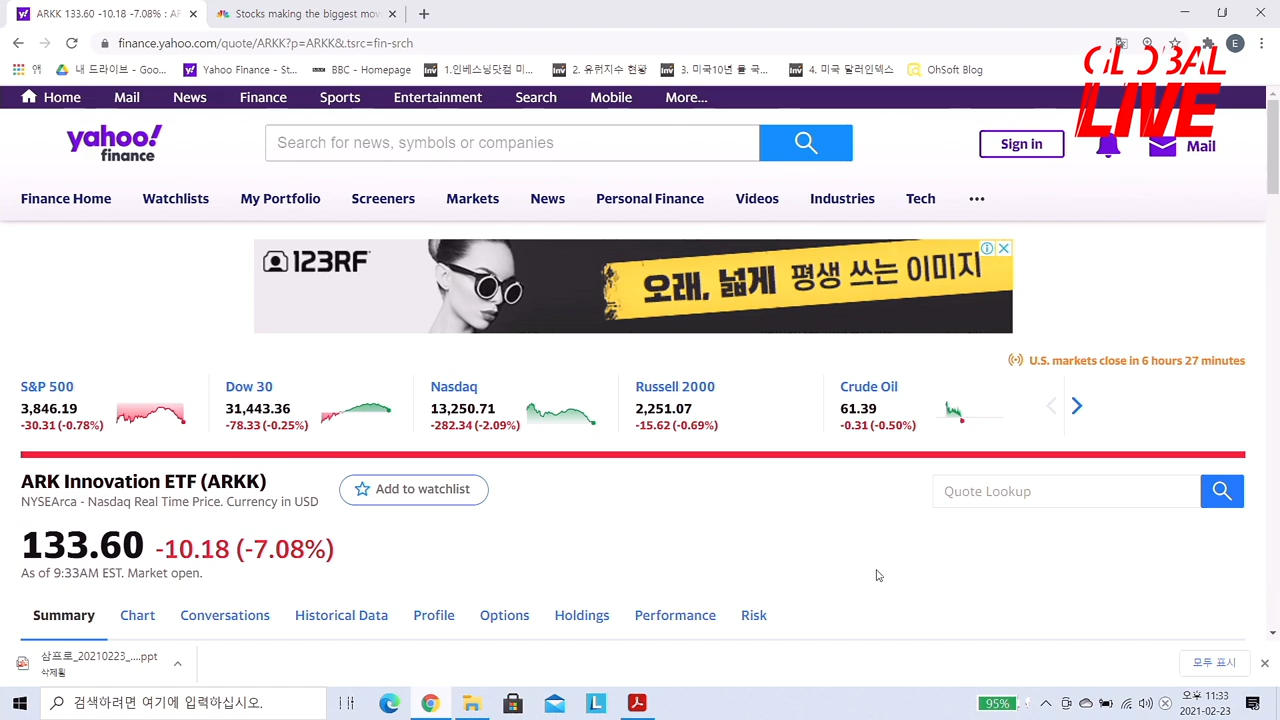 ARKK 133.60 -10.18 -7.08% : AF
Stocks making the biggest mov
finance.yahoo.com/quote/ARKK?p=ARKK&.tsrc=fin-srch
E
앱
내 드라이브 - Goo...
Yahoo Finance - St...
BBC - Homepage
1.인베스팅닷컴 미...
2. 유런지수 현황
3. 미국10년 물 국...
4. 미국 달러인덱스
OhSoft Blog
GLOBAL
LIVE
Home
Mail
News
Finance
Sports
Entertainment
Search
Mobile
More...
yahoo!
finance
Search for news, symbols or companies
Sign in
Mail
Finance Home
Watchlists
My Portfolio
Screeners
Markets
News
Personal Finance
Videos
Industries
Tech
123RF
오래, 넓게 평생 쓰는 이미지
U.S. markets close in 6 hours 27 minutes
S&P 500
3,846.19
-30.31 (-0.78%)
Dow 30
31,443.36
-78.33 (-0.25%)
Nasdaq
13,250.71
-282.34 (-2.09%)
Russell 2000
2,251.07
-15.62 (-0.69%)
Crude Oil
61.39
-0.31 (-0.50%)
ARK Innovation ETF (ARKK)
NYSEArca - Nasdaq Real Time Price. Currency in USD
Add to watchlist
Quote Lookup
133.60 -10.18 (-7.08%)
As of 9:33AM EST. Market open.
Summary
Chart
Conversations
Historical Data
Profile
Options
Holdings
Performance
Risk
삼프로_20210223_....ppt
삭제됨
모두 표시
검색하려면 여기에 입력하십시오.
L
95%
오후 11:33
2021-02-23